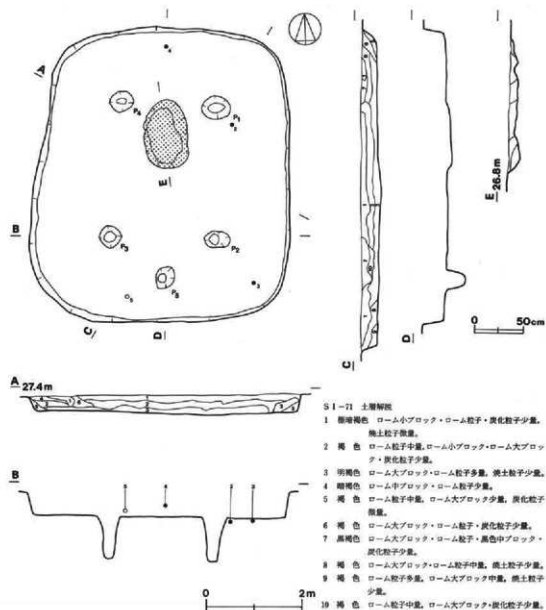 A
P4
P1
E
E 26.8m
B
P3
P2
P5
C
D
C
D
0 50cm
A 27.4m
B
0 2m
SI-71 土層解説
1 極暗褐色 ローム小ブロック・ローム粒子・炭化粒子少量,
焼土粒子微量。
2 褐色 ローム粒子中量,ローム小ブロック・ローム大ブロッ
ク・炭化粒子少量。
3 明褐色 ローム大ブロック・ローム粒子多量,焼土粒子少量。
4 暗褐色 ローム中ブロック・ローム粒子少量。
5 褐色 ローム粒子中量,ローム大ブロック少量,炭化粒子
微量。
6 褐色 ローム大ブロック・ローム粒子・炭化粒子少量。
7 黒褐色 ローム大ブロック・ローム粒子・黒色中ブロック・
炭化粒子少量。
8 褐色 ローム大ブロック・ローム粒子中量,焼土粒子少量。
9 褐色 ローム粒子多量,ローム大ブロック中量,焼土粒子
少量。
10 褐色 ローム粒子中量,ローム大ブロック・炭化粒子少量。